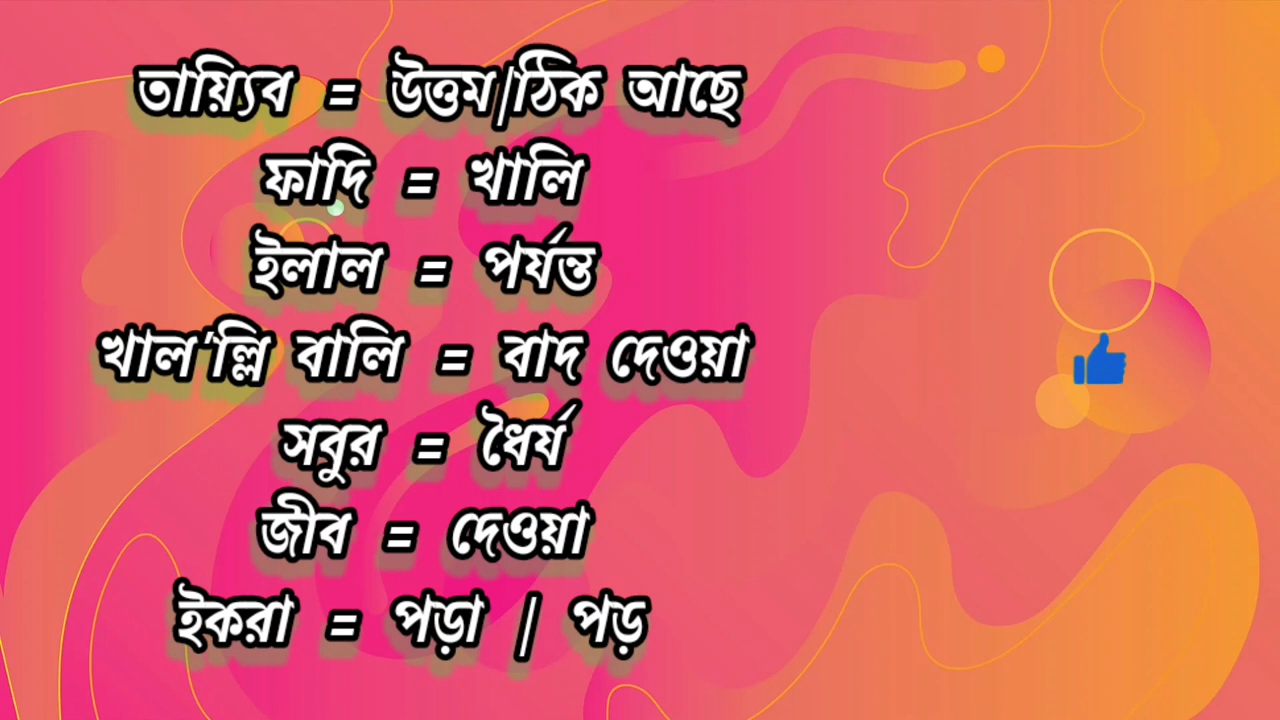 তায়্যিব = উত্তম/ঠিক আছে
ফাদি = খালি
ইলাল = পর্যন্ত
খাল'ল্লি বালি = বাদ দেওয়া
সবুর = ধৈর্য
জীব = দেওয়া
ইকরা = পড়া / পড়